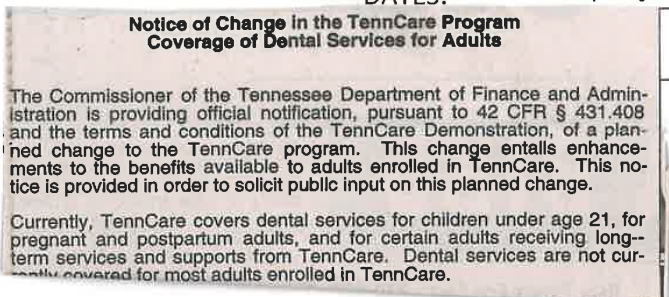 DATES:
Notice of Change in the TennCare Program
Coverage of Dental Services for Adults
The Commissioner of the Tennessee Department of Finance and Admin-
istration is providing official notification, pursuant to 42 CFR § 431.408
and the terms and conditions of the TennCare Demonstration, of a plan-
ned change to the TennCare program. This change entails enhance-
ments to the benefits available to adults enrolled in TennCare. This no-
tice is provided in order to solicit public input on this planned change.
Currently, TennCare covers dental services for children under age 21, for
pregnant and postpartum adults, and for certain adults receiving long--
term services and supports from TennCare. Dental services are not cur-
rently covered for most adults enrolled in TennCare.